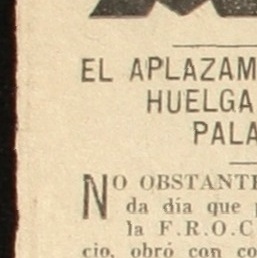 EL APLAZAM
HUELGA
PALA
NO OBSTANTE
da día que
la F.R.O.C
cio, obró con co